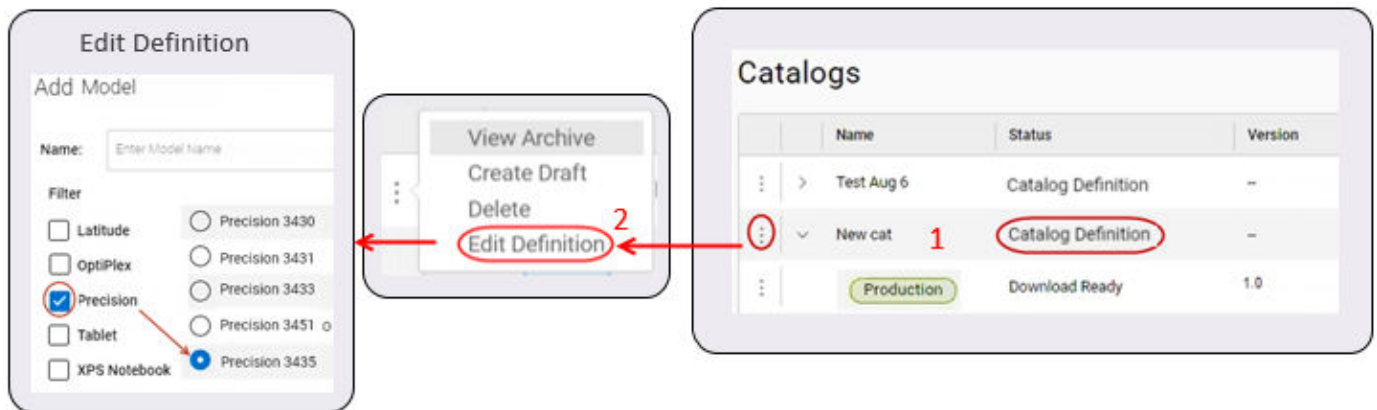 Edit Definition
Add Model
Name: Enter Model Name
Filter
Latitude
OptiPlex
Precision
Tablet
XPS Notebook
Precision 3430
Precision 3431
Precision 3433
Precision 3451 o
Precision 3435
View Archive
Create Draft
Delete
Edit Definition
2
Catalogs
Name Status Version
Test Aug 6 Catalog Definition --
New cat 1 Catalog Definition --
Production Download Ready 1.0